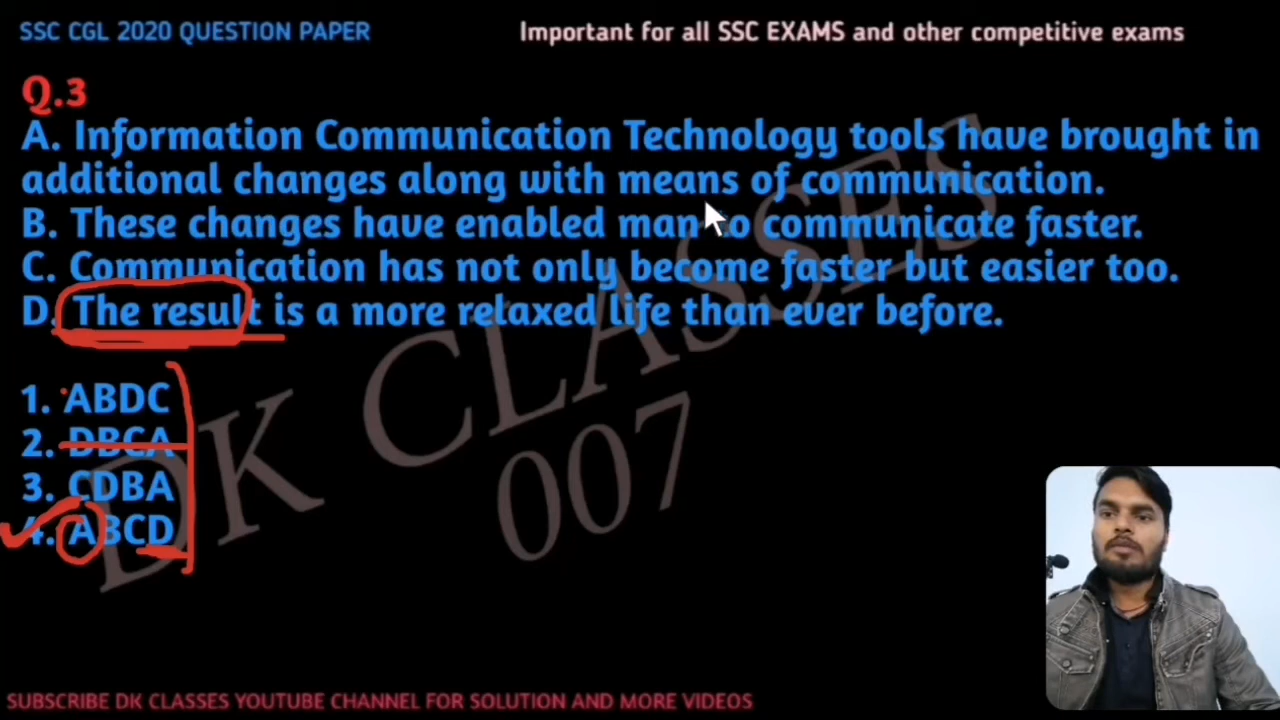 SSC CGL 2020 QUESTION PAPER
Important for all SSC EXAMS and other competitive exams
Q.3
A. Information Communication Technology tools have brought in
additional changes along with means of communication.
B. These changes have enabled man to communicate faster.
C. Communication has not only become faster but easier too.
D. The result is a more relaxed life than ever before.
1. ABDC
2. DBCA
3. CDBA
4. ABCD
DK CLASSES
007
SUBSCRIBE DK CLASSES YOUTUBE CHANNEL FOR SOLUTION AND MORE VIDEOS